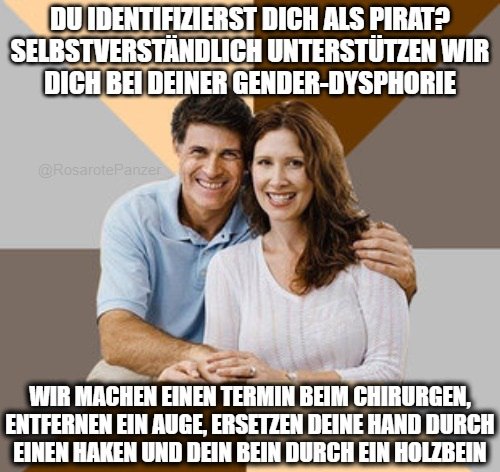 DU IDENTIFIZIERST DICH ALS PIRAT?
SELBSTVERSTÄNDLICH UNTERSTÜTZEN WIR
DICH BEI DEINER GENDER-DYSPHORIE
@RosarotePanzer
WIR MACHEN EINEN TERMIN BEIM CHIRURGEN,
ENTFERNEN EIN AUGE, ERSETZEN DEINE HAND DURCH
EINEN HAKEN UND DEIN BEIN DURCH EIN HOLZBEIN